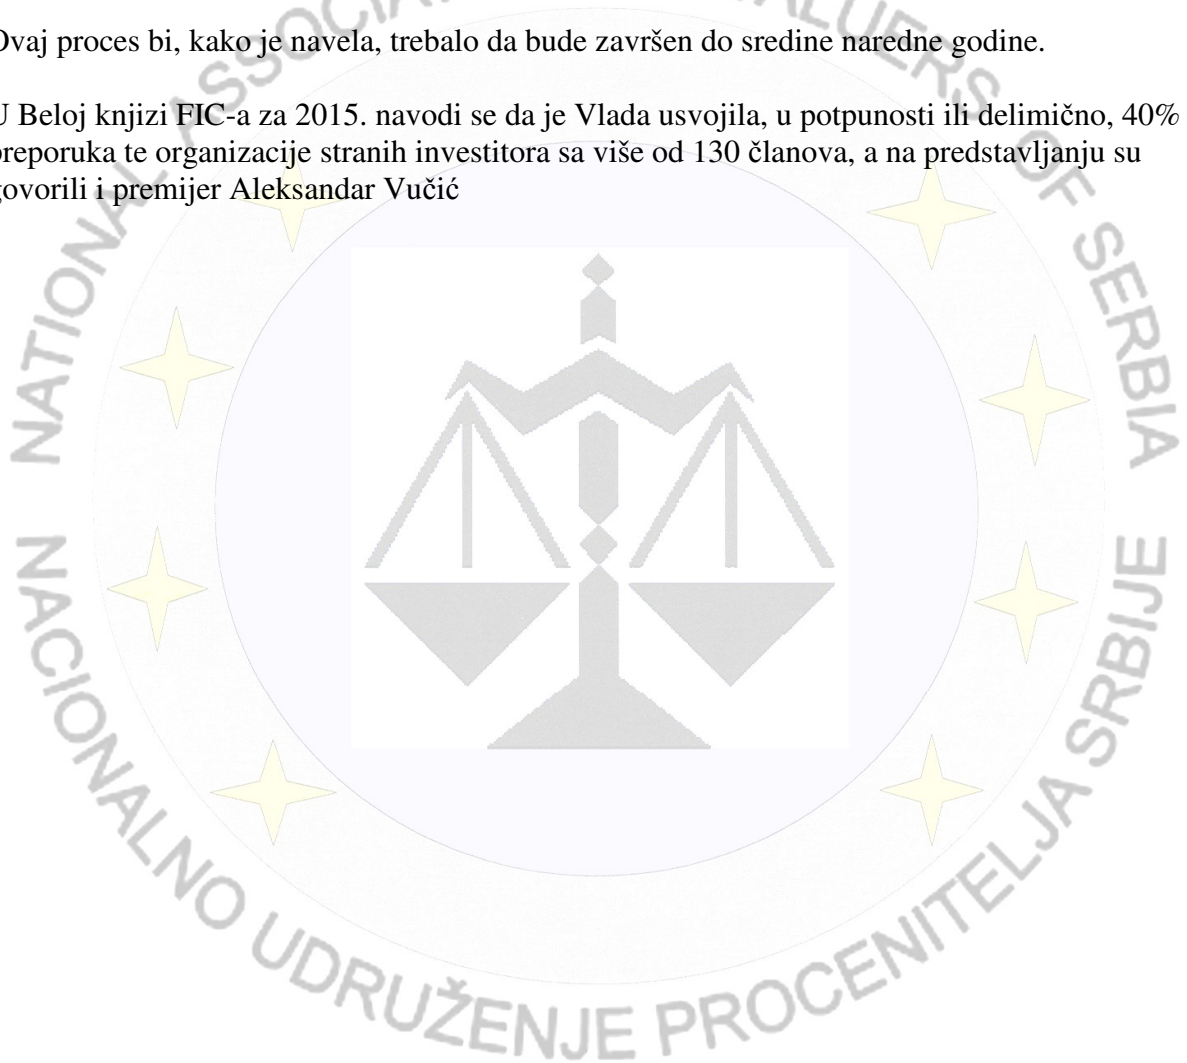 Ovaj proces bi, kako je navela, trebalo da bude završen do sredine naredne godine.
U Beloj knjizi FIC-a za 2015. navodi se da je Vlada usvojila, u potpunosti ili delimično, 40%
preporuka te organizacije stranih investitora sa više od 130 članova, a na predstavljanju su
govorili i premijer Aleksandar Vučić
NATIONAL ASSOCIA VALUERS OF SERBIA
NACIONALNO UDRUŽENJE PROCENITELJA SRBIJE